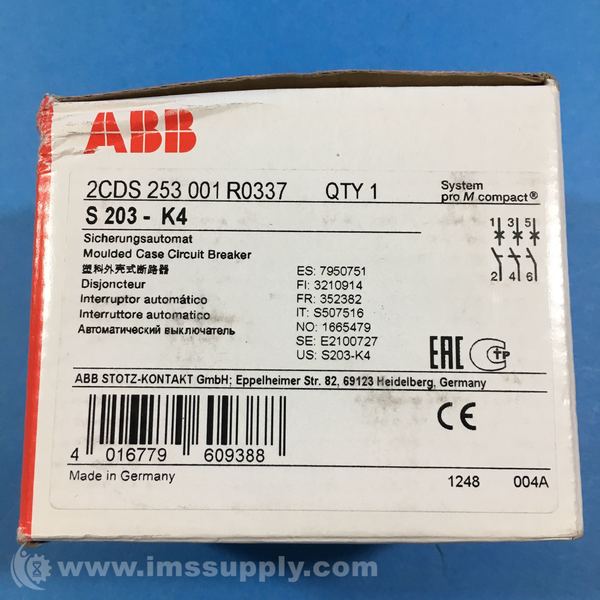 ABB
2CDS 253 001 R0337 QTY 1
System
pro M compact®
S 203 - K4
Sicherungsautomat
Moulded Case Circuit Breaker
塑料外壳式断路器
Disjoncteur
Interruptor automático
Interruttore automatico
Автоматический выключатель
ES: 7950751
FI: 3210914
FR: 352382
IT: S507516
NO: 1665479
SE: E2100727
US: S203-K4
1 3 5
2 4 6
EAC
ABB STOTZ-KONTAKT GmbH; Eppelheimer Str. 82, 69123 Heidelberg, Germany
4 016779 609388
CE
Made in Germany
1248 004A
© www.imssupply.com